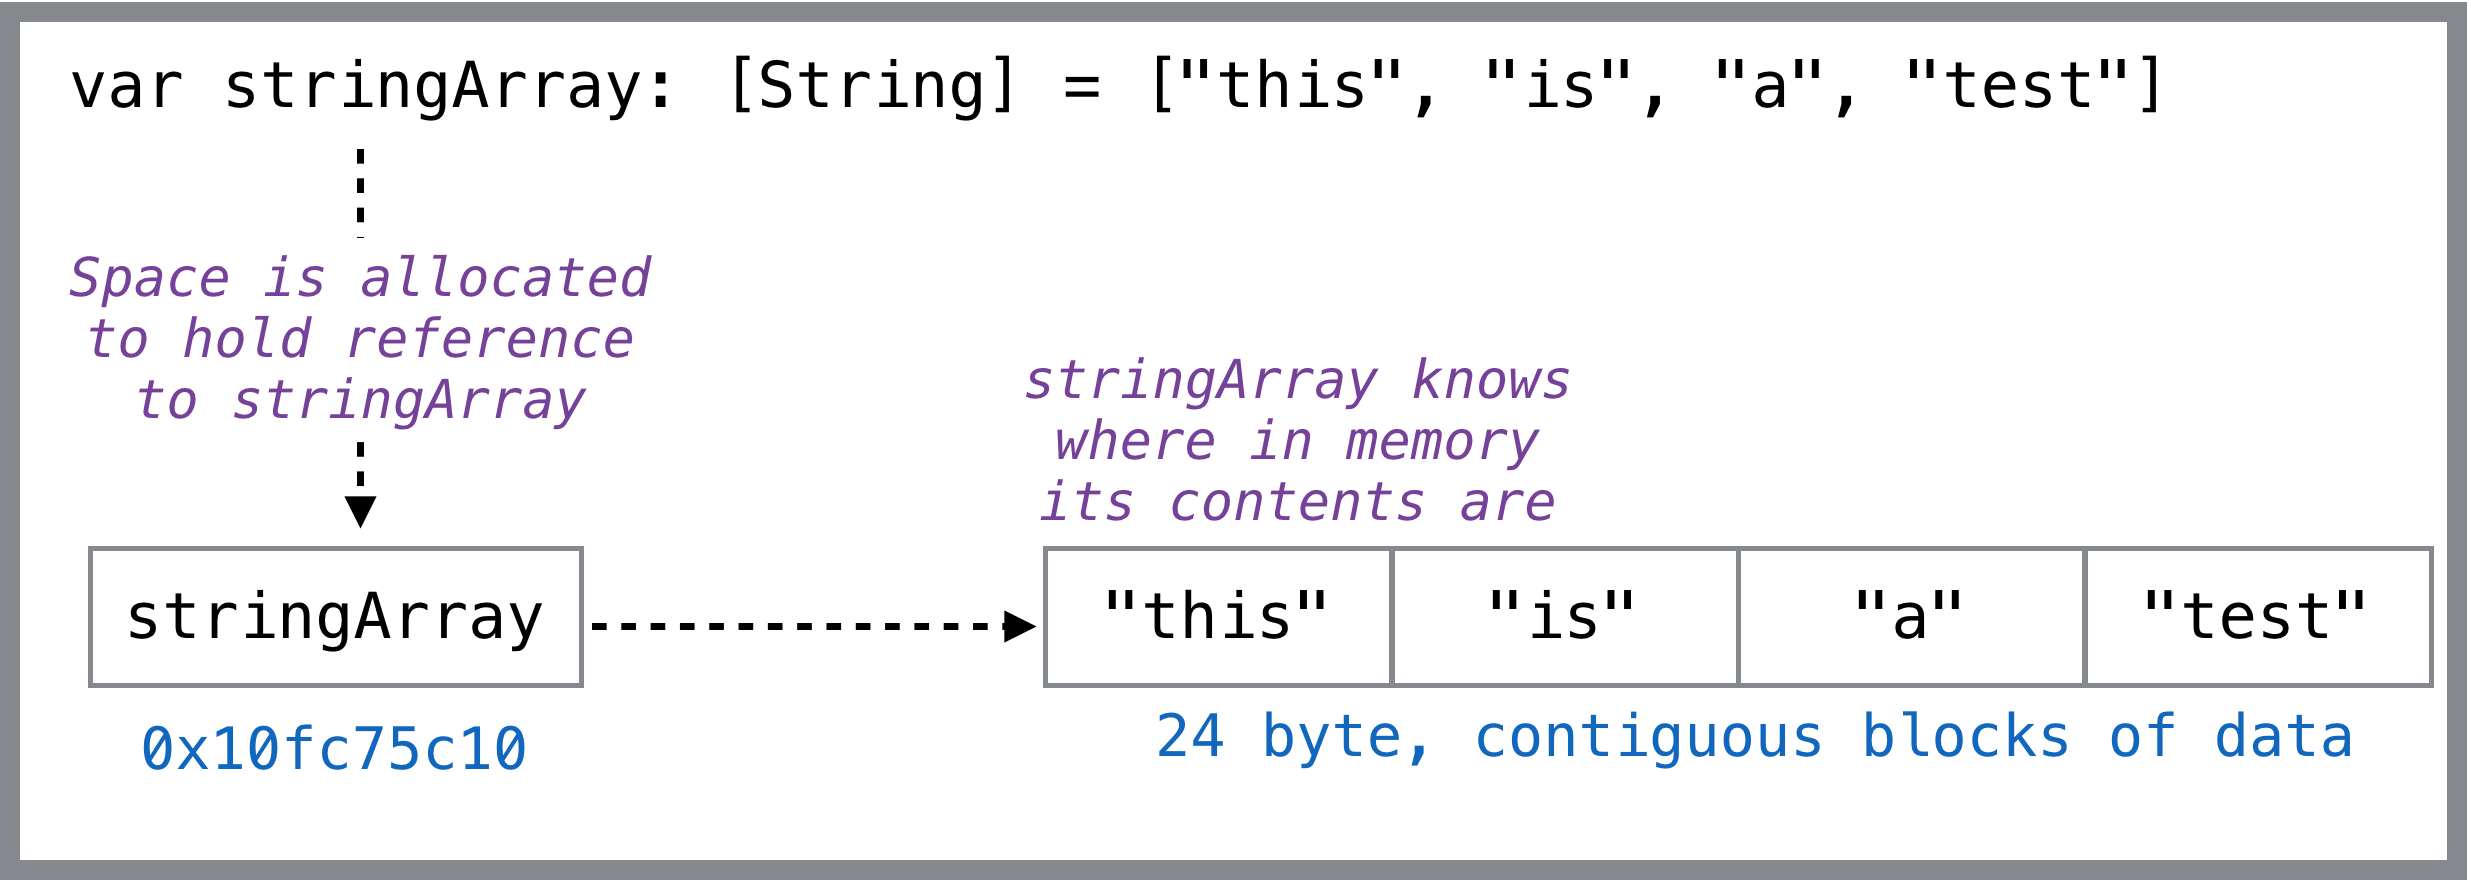 var stringArray: [String] = ["this", "is", "a", "test"]
Space is allocated
to hold reference
to stringArray
stringArray knows
where in memory
its contents are
stringArray
"this" "is" "a" "test"
0x10fc75c10
24 byte, contiguous blocks of data